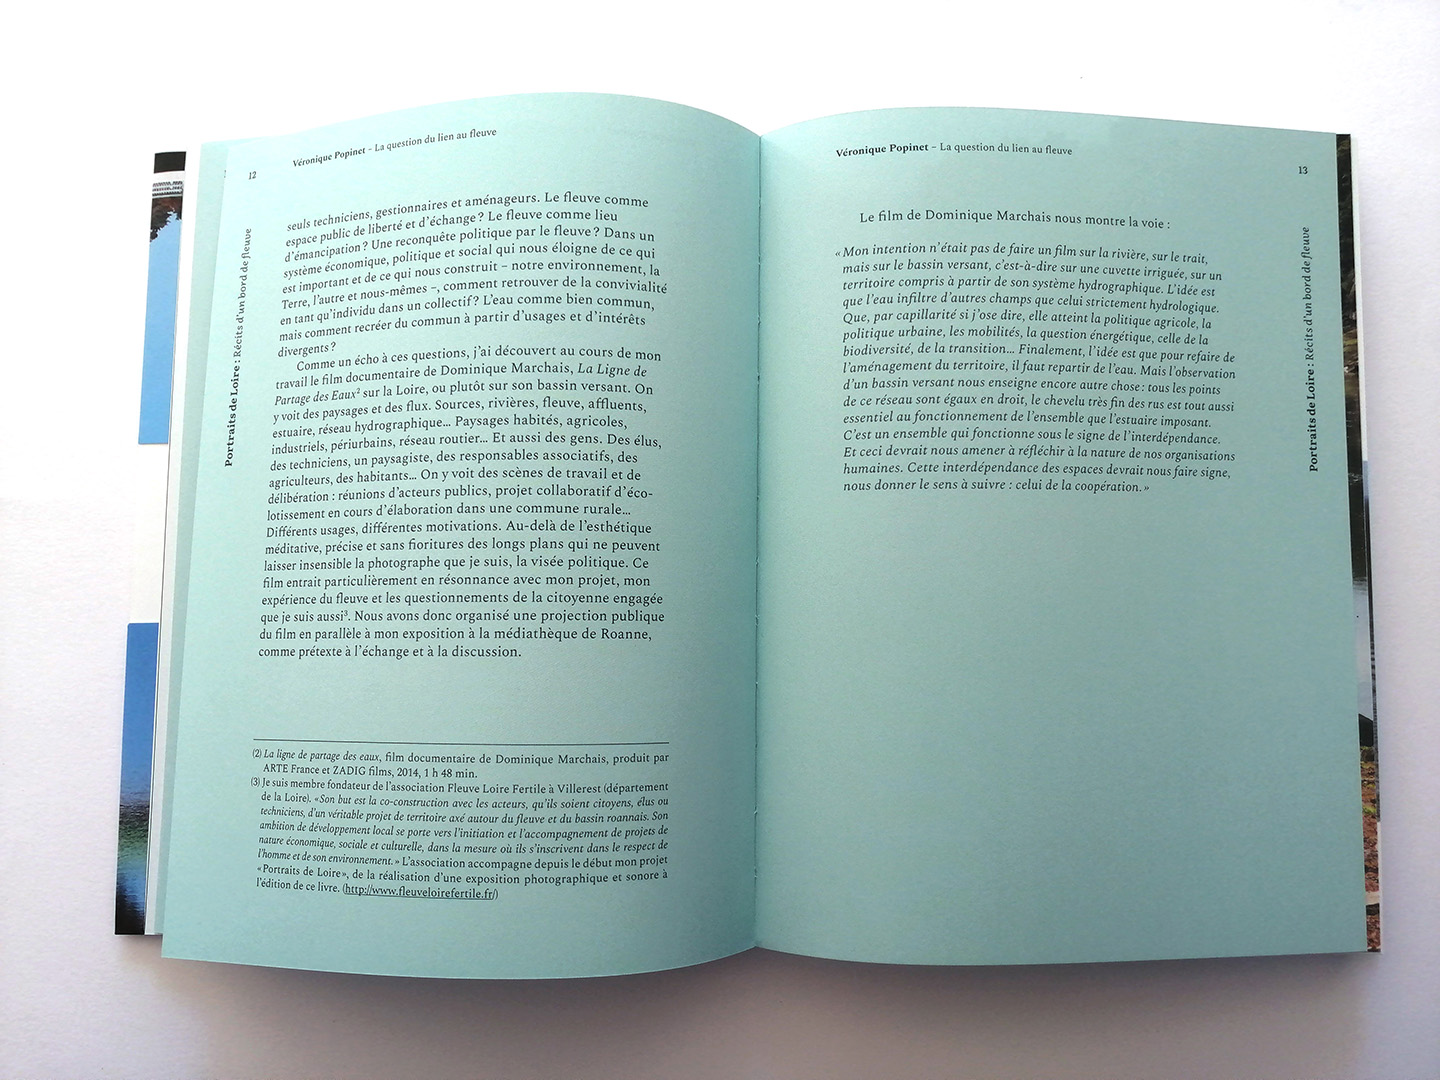 12
Véronique Popinet – La question du lien au fleuve
Portraits de Loire : Récits d'un bord de fleuve
seuls techniciens, gestionnaires et aménageurs. Le fleuve comme
espace public de liberté et d'échange ? Le fleuve comme lieu
d'émancipation ? Une reconquête politique par le fleuve ? Dans un
système économique, politique et social qui nous éloigne de ce qui
est important et de ce qui nous construit – notre environnement, la
Terre, l'autre et nous-mêmes –, comment retrouver de la convivialité
en tant qu'individu dans un collectif ? L'eau comme bien commun,
mais comment recréer du commun à partir d'usages et d'intérêts
divergents ?
Comme un écho à ces questions, j'ai découvert au cours de mon
travail le film documentaire de Dominique Marchais, La Ligne de
Partage des Eaux² sur la Loire, ou plutôt sur son bassin versant. On
y voit des paysages et des flux. Sources, rivières, fleuve, affluents,
estuaire, réseau hydrographique… Paysages habités, agricoles,
industriels, périurbains, réseau routier… Et aussi des gens. Des élus,
des techniciens, un paysagiste, des responsables associatifs, des
agriculteurs, des habitants… On y voit des scènes de travail et de
délibération : réunions d'acteurs publics, projet collaboratif d'éco-
lotissement en cours d'élaboration dans une commune rurale…
Différents usages, différentes motivations. Au-delà de l'esthétique
méditative, précise et sans fioritures des longs plans qui ne peuvent
laisser insensible la photographe que je suis, la visée politique. Ce
film entrait particulièrement en résonnance avec mon projet, mon
expérience du fleuve et les questionnements de la citoyenne engagée
que je suis aussi³. Nous avons donc organisé une projection publique
du film en parallèle à mon exposition à la médiathèque de Roanne,
comme prétexte à l'échange et à la discussion.
(2) La ligne de partage des eaux, film documentaire de Dominique Marchais, produit par
ARTE France et ZADIG films, 2014, 1 h 48 min.
(3) Je suis membre fondateur de l'association Fleuve Loire Fertile à Villerest (département
de la Loire). « Son but est la co-construction avec les acteurs, qu'ils soient citoyens, élus ou
techniciens, d'un véritable projet de territoire axé autour du fleuve et du bassin roannais. Son
ambition de développement local se porte vers l'initiation et l'accompagnement de projets de
nature économique, sociale et culturelle, dans la mesure où ils s'inscrivent dans le respect de
l'homme et de son environnement. » L'association accompagne depuis le début mon projet
« Portraits de Loire », de la réalisation d'une exposition photographique et sonore à
l'édition de ce livre. (http://www.fleuveloirefertile.fr/)
Véronique Popinet – La question du lien au fleuve
13
Portraits de Loire : Récits d'un bord de fleuve
Le film de Dominique Marchais nous montre la voie :
« Mon intention n'était pas de faire un film sur la rivière, sur le trait,
mais sur le bassin versant, c'est-à-dire sur une cuvette irriguée, sur un
territoire compris à partir de son système hydrographique. L'idée est
que l'eau infiltre d'autres champs que celui strictement hydrologique.
Que, par capillarité si j'ose dire, elle atteint la politique agricole, la
politique urbaine, les mobilités, la question énergétique, celle de la
biodiversité, de la transition… Finalement, l'idée est que pour refaire de
l'aménagement du territoire, il faut repartir de l'eau. Mais l'observation
d'un bassin versant nous enseigne encore autre chose : tous les points
de ce réseau sont égaux en droit, le chevelu très fin des rus est tout aussi
essentiel au fonctionnement de l'ensemble que l'estuaire imposant.
C'est un ensemble qui fonctionne sous le signe de l'interdépendance.
Et ceci devrait nous amener à réfléchir à la nature de nos organisations
humaines. Cette interdépendance des espaces devrait nous faire signe,
nous donner le sens à suivre : celui de la coopération. »